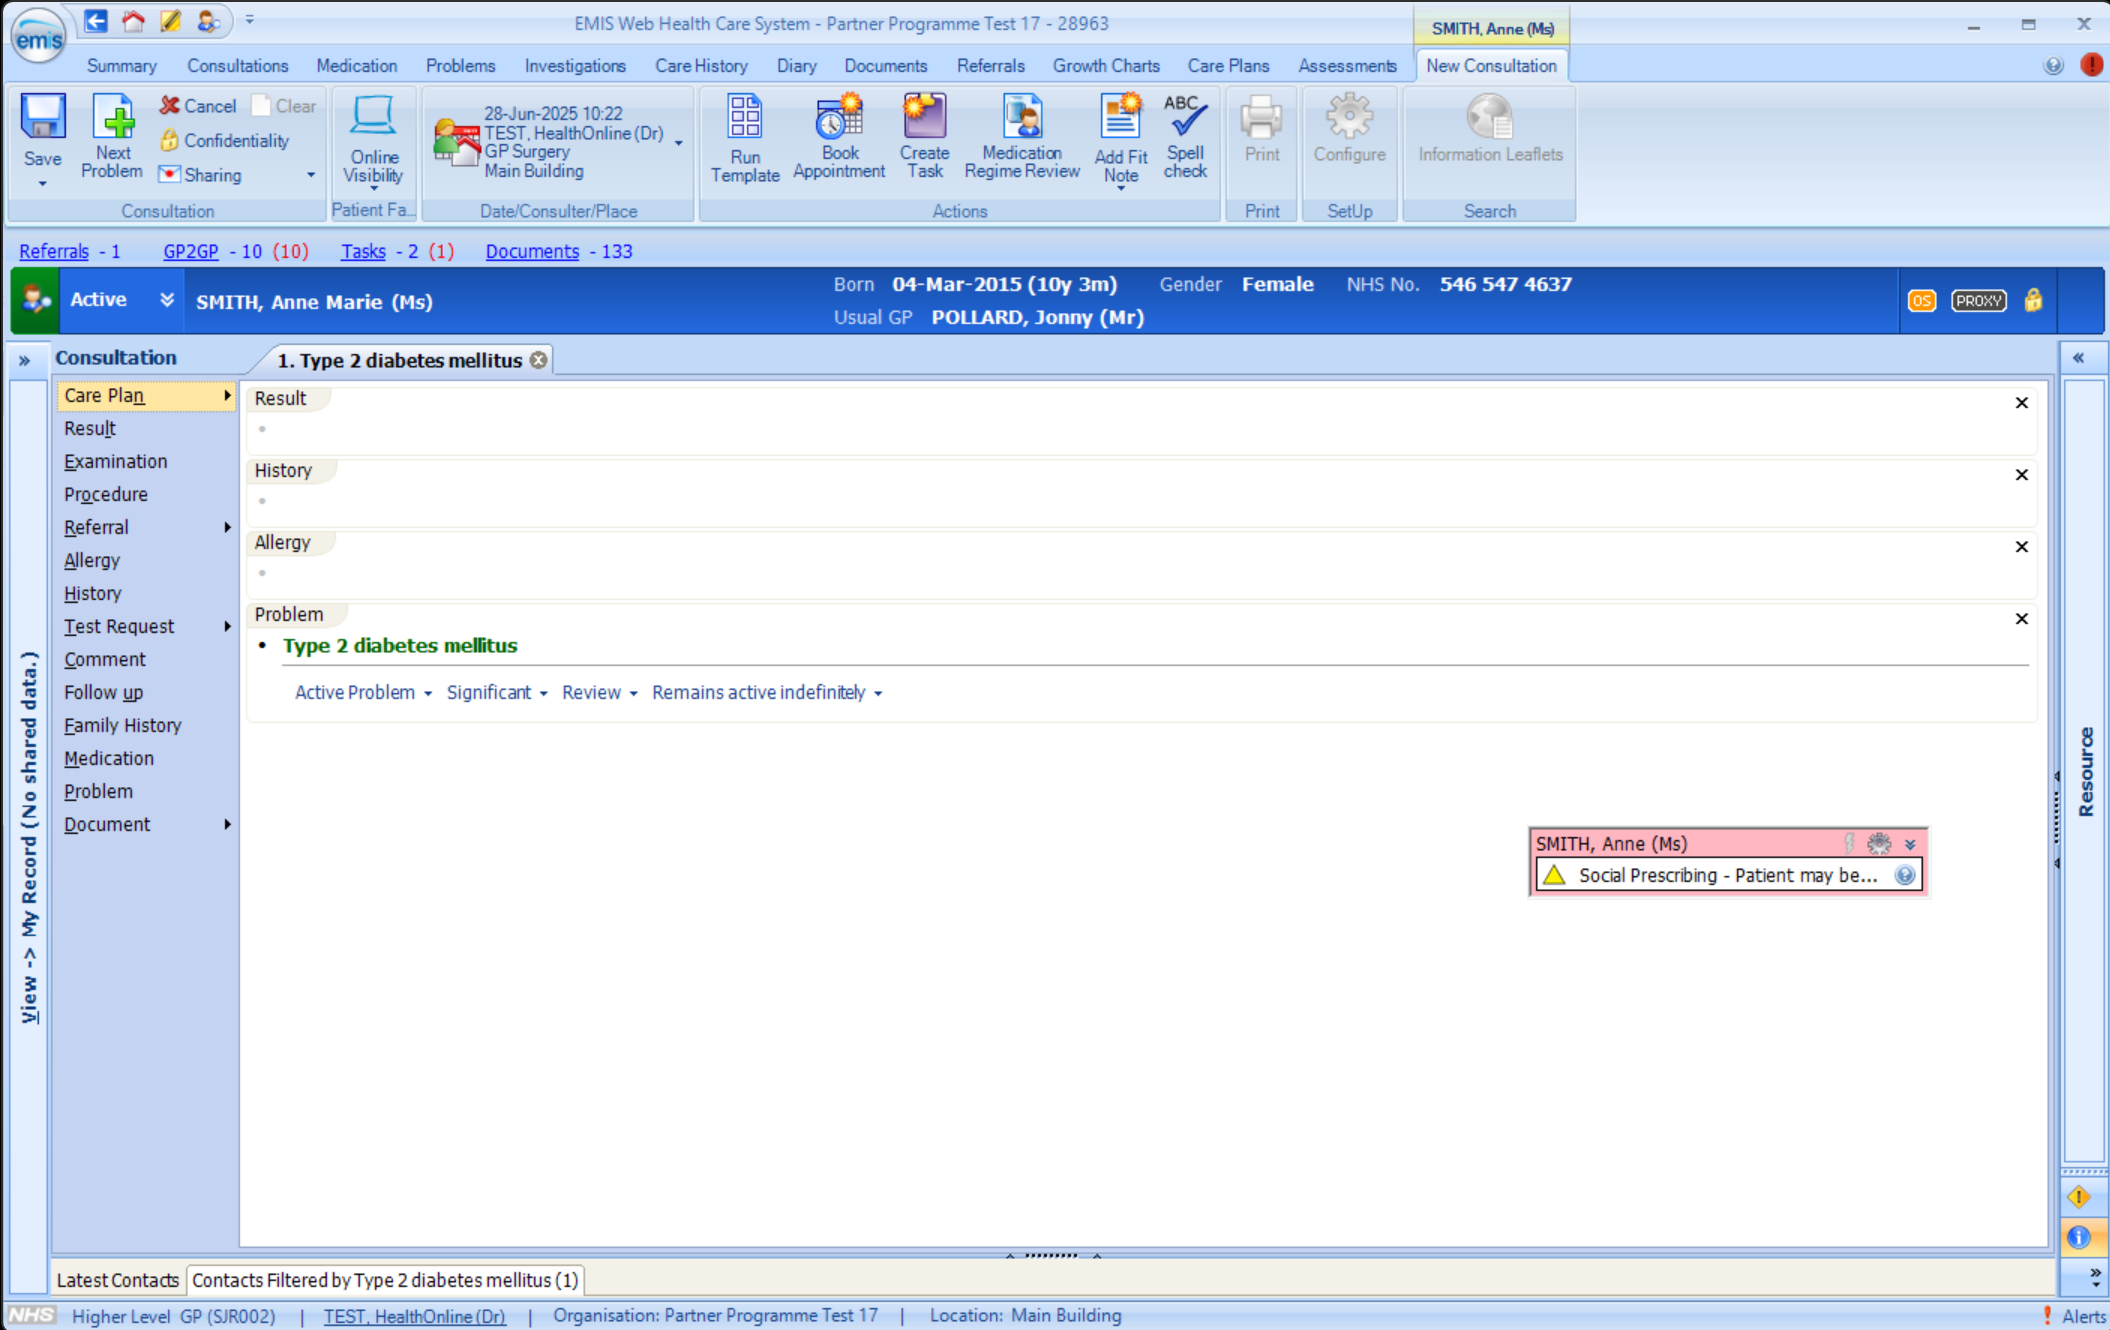 EMIS Web Health Care System - Partner Programme Test 17 - 28963
SMITH, Anne (Ms)
emis
Summary Consultations Medication Problems Investigations Care History Diary Documents Referrals Growth Charts Care Plans Assessments New Consultation
Save
Next Problem
Cancel Clear
Confidentiality
Sharing
Consultation
Online Visibility
Patient Fa...
28-Jun-2025 10:22
TEST, HealthOnline (Dr)
GP Surgery
Main Building
Date/Consulter/Place
Run Template
Book Appointment
Create Task
Medication Regime Review
Add Fit Note
ABC
Spell check
Actions
Print
Print
Configure
SetUp
Information Leaflets
Search
Referrals - 1 GP2GP - 10 (10) Tasks - 2 (1) Documents - 133
Active SMITH, Anne Marie (Ms)
Born 04-Mar-2015 (10y 3m) Gender Female NHS No. 546 547 4637
Usual GP POLLARD, Jonny (Mr)
OS PROXY
Consultation
1. Type 2 diabetes mellitus
Care Plan
Result
Examination
Procedure
Referral
Allergy
History
Test Request
Comment
Follow up
Family History
Medication
Problem
Document
View -> My Record (No shared data.)
Result
History
Allergy
Problem
• Type 2 diabetes mellitus
Active Problem Significant Review Remains active indefinitely
SMITH, Anne (Ms)
Social Prescribing - Patient may be...
Resource
Latest Contacts Contacts Filtered by Type 2 diabetes mellitus (1)
NHS Higher Level GP (SJR002) | TEST, HealthOnline (Dr) | Organisation: Partner Programme Test 17 | Location: Main Building
Alerts